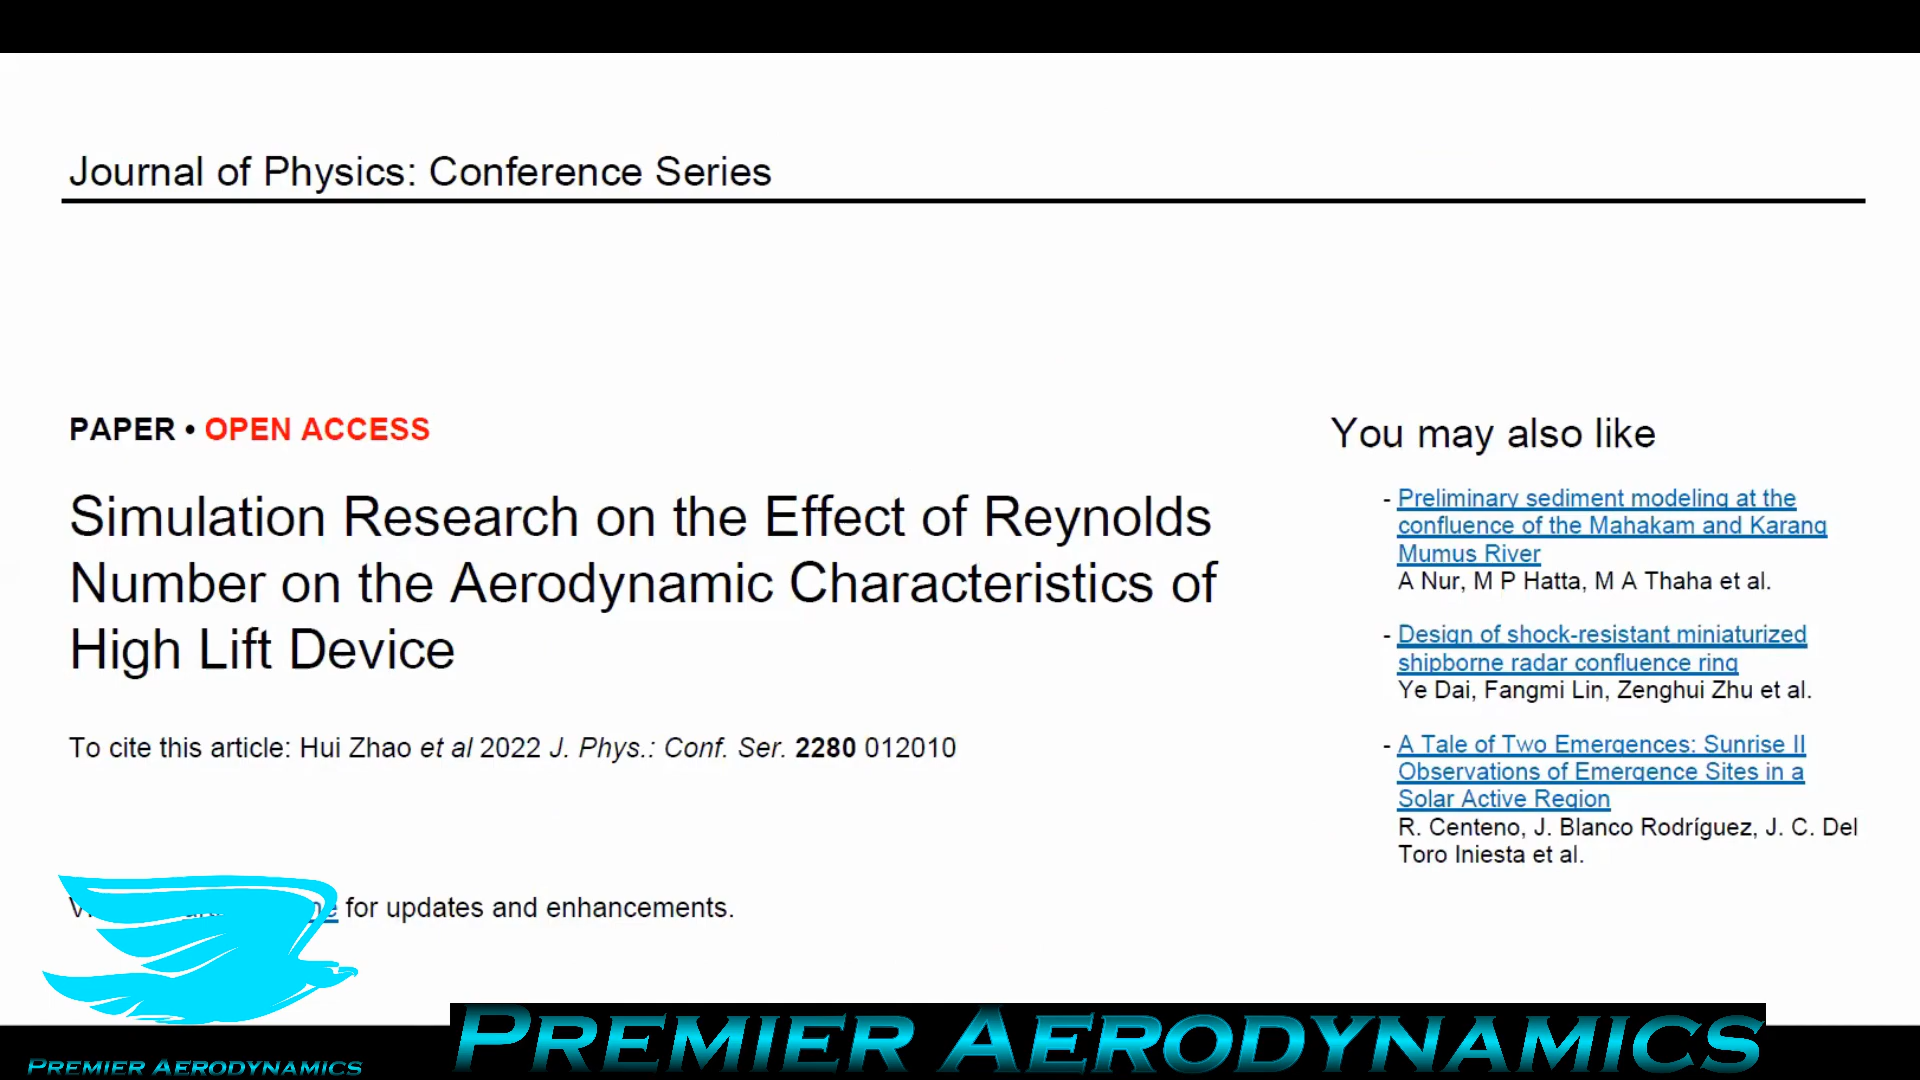 Journal of Physics: Conference Series
PAPER • OPEN ACCESS
Simulation Research on the Effect of Reynolds
Number on the Aerodynamic Characteristics of
High Lift Device
To cite this article: Hui Zhao et al 2022 J. Phys.: Conf. Ser. 2280 012010
for updates and enhancements.
You may also like
- Preliminary sediment modeling at the
confluence of the Mahakam and Karang
Mumus River
A Nur, M P Hatta, M A Thaha et al.
- Design of shock-resistant miniaturized
shipborne radar confluence ring
Ye Dai, Fangmi Lin, Zenghui Zhu et al.
- A Tale of Two Emergences: Sunrise II
Observations of Emergence Sites in a
Solar Active Region
R. Centeno, J. Blanco Rodríguez, J. C. Del
Toro Iniesta et al.
PREMIER AERODYNAMICS
PREMIER AERODYNAMICS